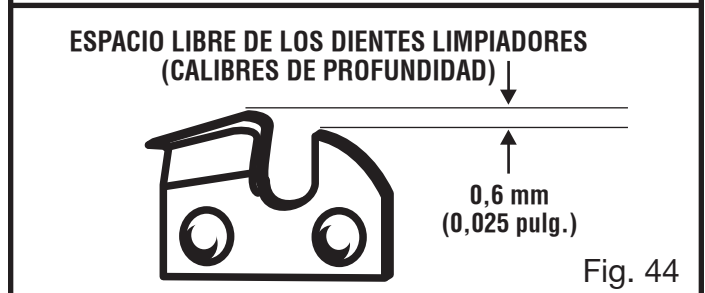 ESPACIO LIBRE DE LOS DIENTES LIMPIADORES
(CALIBRES DE PROFUNDIDAD)
0,6 mm
(0,025 pulg.)
Fig. 44